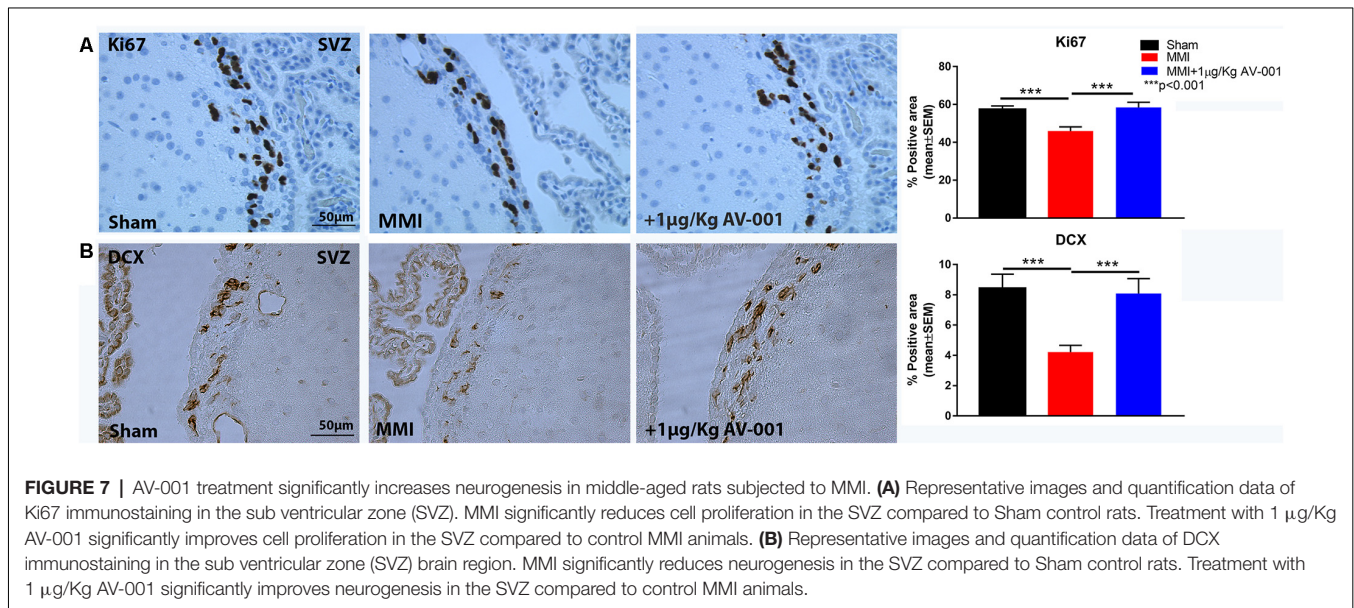 A
Ki67
SVZ
Sham
50µm
MMI
+1µg/Kg AV-001
Ki67
Sham
MMI
MMI+1µg/Kg AV-001
***p<0.001
% Positive area
(mean±SEM)
80
60
40
20
0
***
***
B
DCX
SVZ
Sham
50µm
MMI
+1µg/Kg AV-001
DCX
% Positive area
(mean±SEM)
10
8
6
4
2
0
***
***
FIGURE 7 | AV-001 treatment significantly increases neurogenesis in middle-aged rats subjected to MMI. (A) Representative images and quantification data of
Ki67 immunostaining in the sub ventricular zone (SVZ). MMI significantly reduces cell proliferation in the SVZ compared to Sham control rats. Treatment with 1 µg/Kg
AV-001 significantly improves cell proliferation in the SVZ compared to control MMI animals. (B) Representative images and quantification data of DCX
immunostaining in the sub ventricular zone (SVZ) brain region. MMI significantly reduces neurogenesis in the SVZ compared to Sham control rats. Treatment with
1 µg/Kg AV-001 significantly improves neurogenesis in the SVZ compared to control MMI animals.